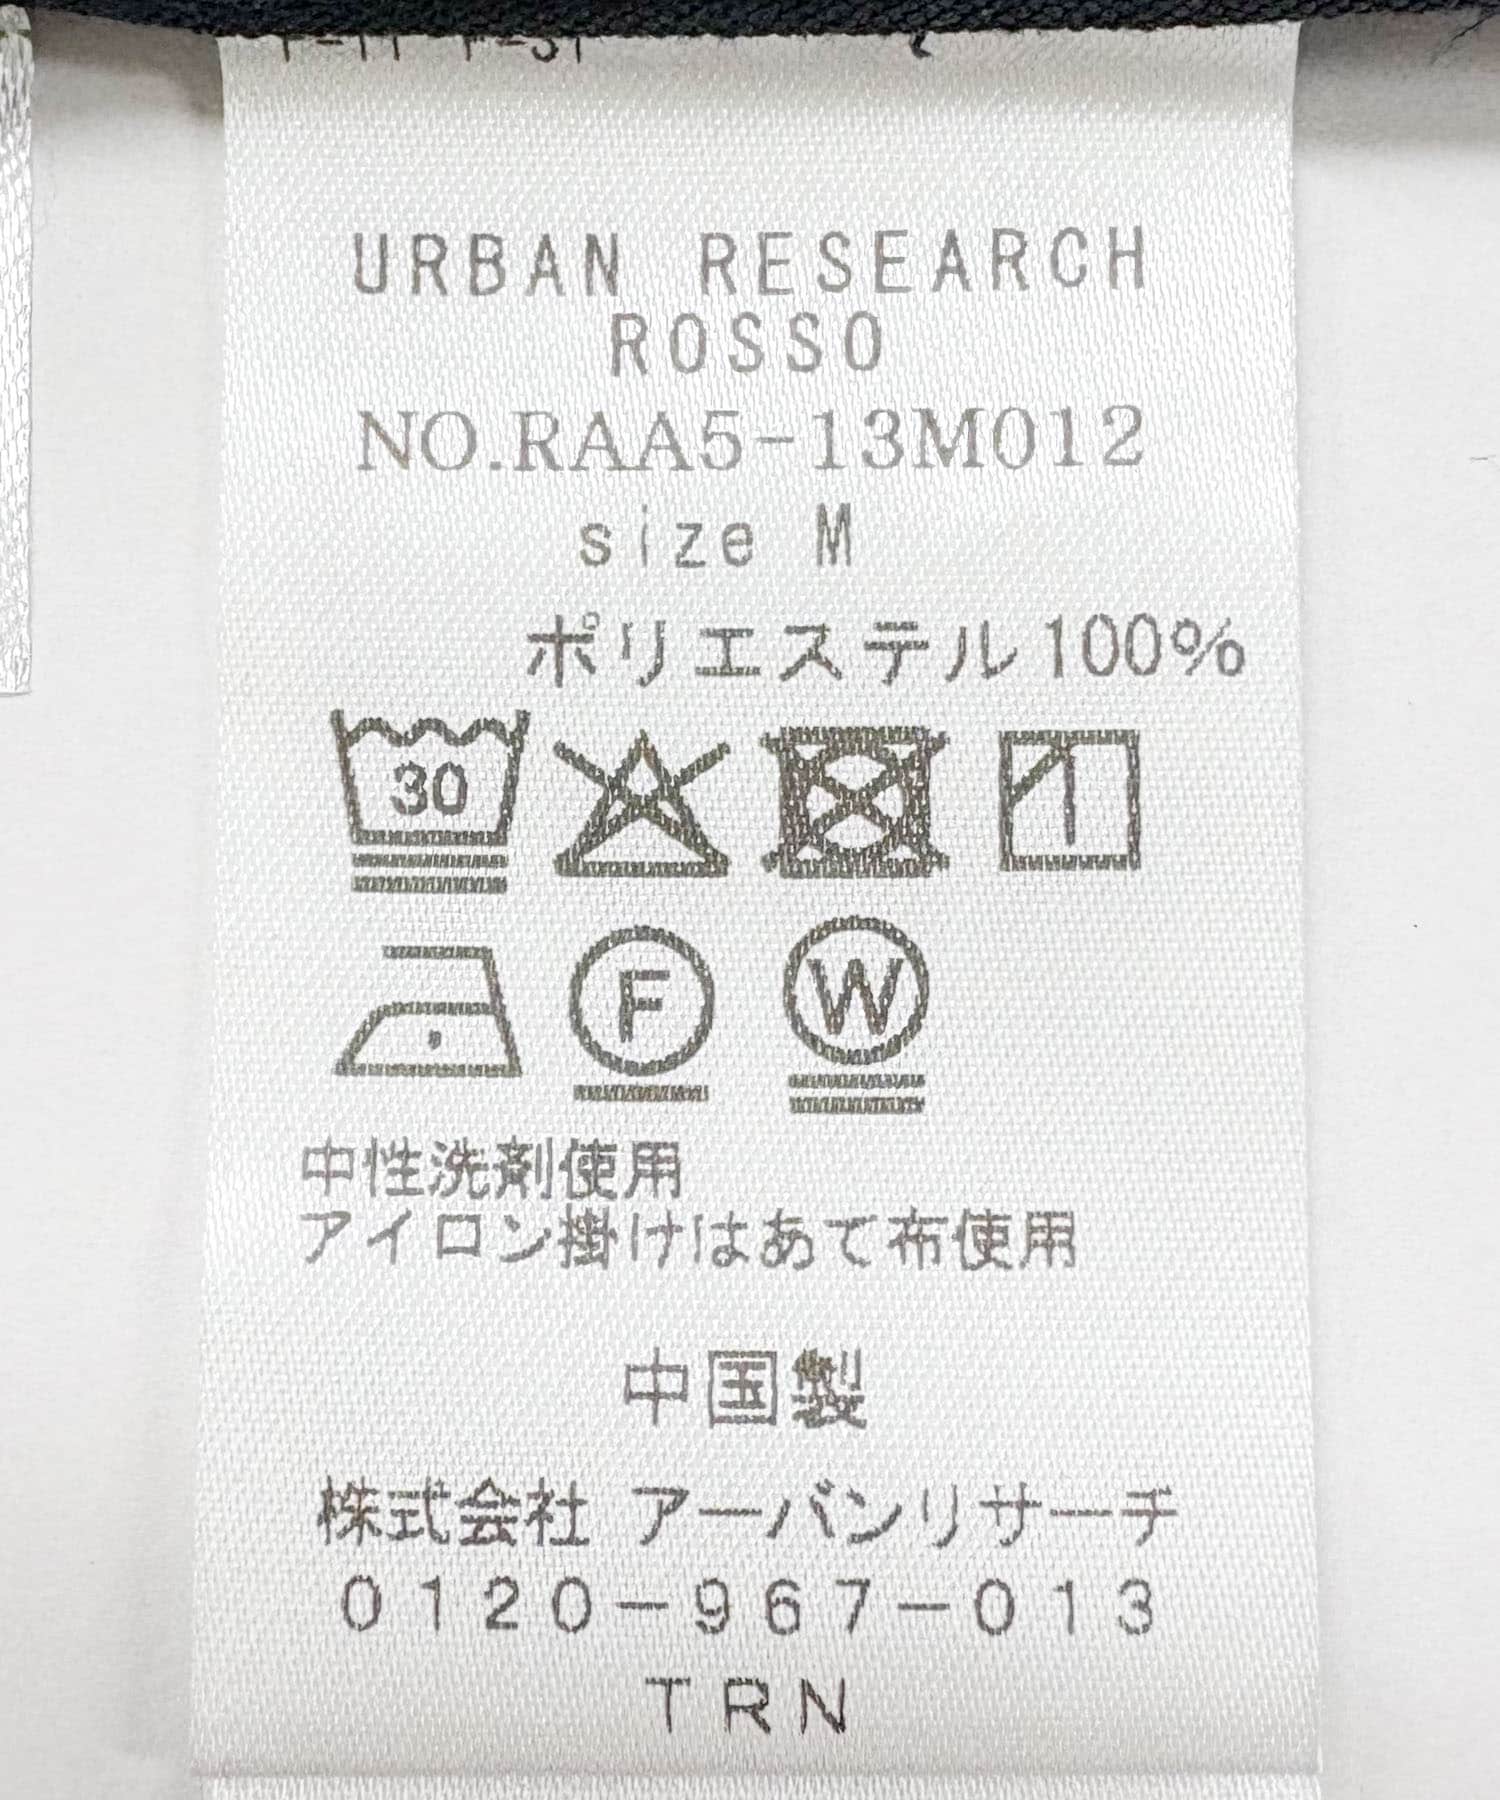 URBAN RESEARCH
ROSSO
NO.RAA5-13M012
size M
ポリエステル100%
30
F W
中性洗剤使用
アイロン掛けはあて布使用
中国製
株式会社 アーバンリサーチ
0120-967-013
TRN